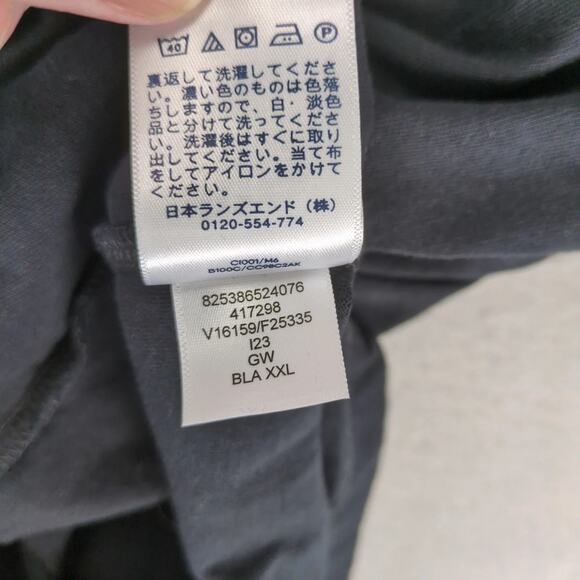 40 P
裏返して洗濯してくださ
い。濃い色のものは色落
ちしますので、白・淡色
品と分けて洗ってくださ
い。洗濯後はすぐに取り
出してください。当て布
をしてアイロンをかけて
ください。
日本ランズエンド（株）
0120-554-774
CI001/M6
B100C/CC98C2AK
825386524076
417298
V16159/F25335
I23
GW
BLA XXL